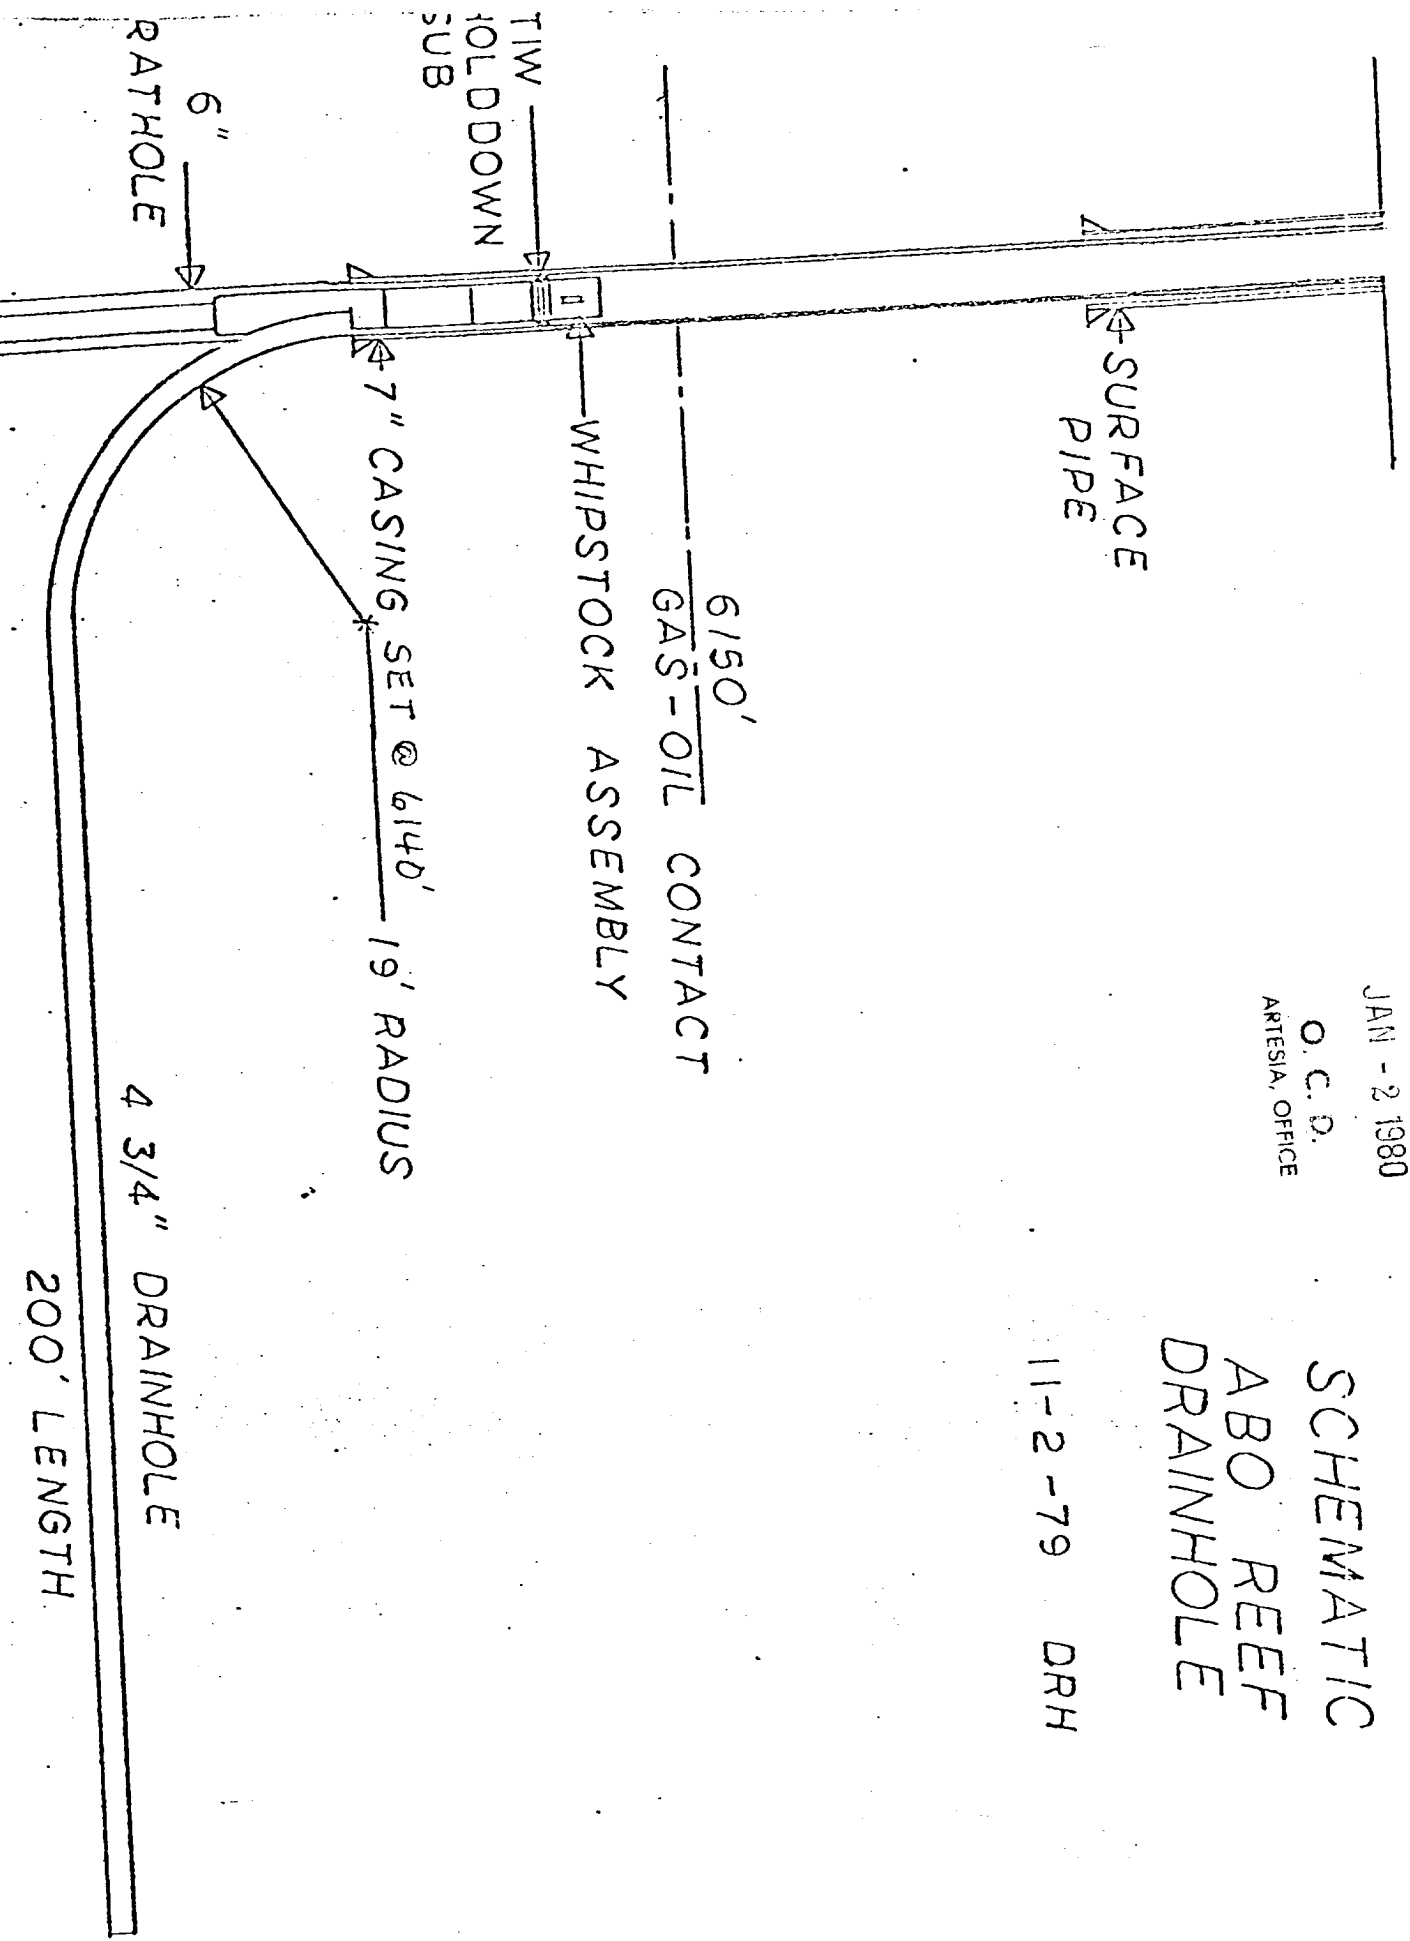 JAN - 2 1980
O. C. D.
ARTESIA, OFFICE
SCHEMATIC
ABO REEF
DRAINHOLE
11-2-79 DRH
SURFACE
PIPE
6150'
GAS-OIL CONTACT
WHIPSTOCK ASSEMBLY
TIW
HOLDDOWN
SUB
7" CASING SET @ 6140'
19' RADIUS
6"
RATHOLE
4 3/4" DRAINHOLE
200' LENGTH